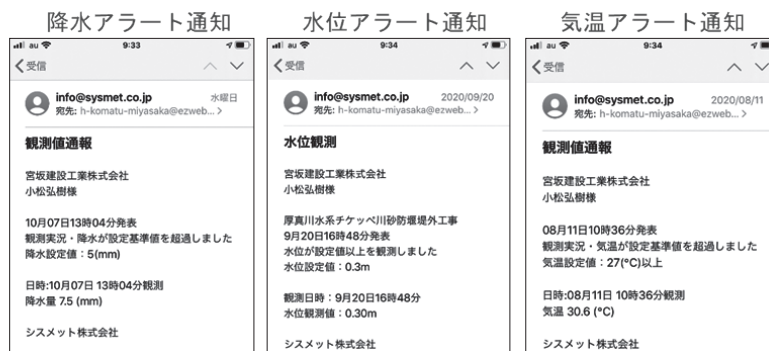 降水アラート通知
au
9:33
受信
info@sysmet.co.jp
水曜日
宛先: h-komatu-miyasaka@ezweb... >
観測値通報
宮坂建設工業株式会社
小松弘樹様
10月07日13時04分発表
観測実況・降水が設定基準値を超過しました
降水設定値：5(mm)
日時:10月07日 13時04分観測
降水量 7.5 (mm)
シスメット株式会社
水位アラート通知
au
9:34
受信
info@sysmet.co.jp
2020/09/20
宛先: h-komatu-miyasaka@ezweb... >
水位観測
宮坂建設工業株式会社
小松弘樹様
厚真川水系チケッペ川砂防堰堤外工事
9月20日16時48分発表
水位が設定値以上を観測しました
水位設定値：0.3m
観測日時：9月20日16時48分
水位観測値：0.30m
シスメット株式会社
気温アラート通知
au
9:34
受信
info@sysmet.co.jp
2020/08/11
宛先: h-komatu-miyasaka@ezweb... >
観測値通報
宮坂建設工業株式会社
小松弘樹様
08月11日10時36分発表
観測実況・気温が設定基準値を超過しました
気温設定値：27(°C)以上
日時:08月11日 10時36分観測
気温 30.6 (°C)
シスメット株式会社